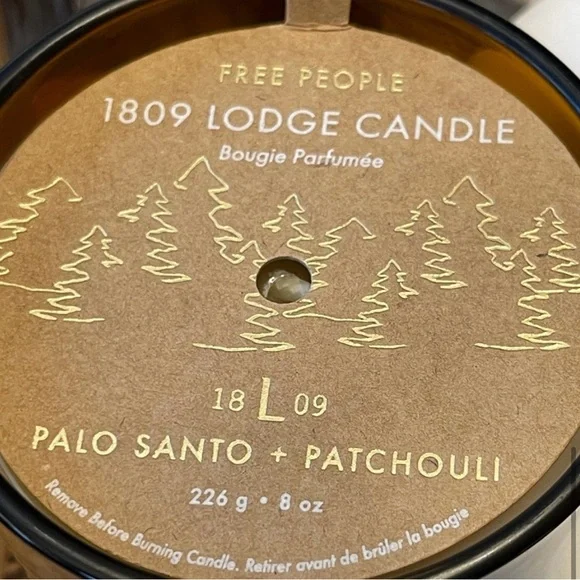 FREE PEOPLE
1809 LODGE CANDLE
Bougie Parfumée
18 L 09
PALO SANTO + PATCHOULI
226 g • 8 oz
Remove Before Burning Candle. Retirer avant de brûler la bougie